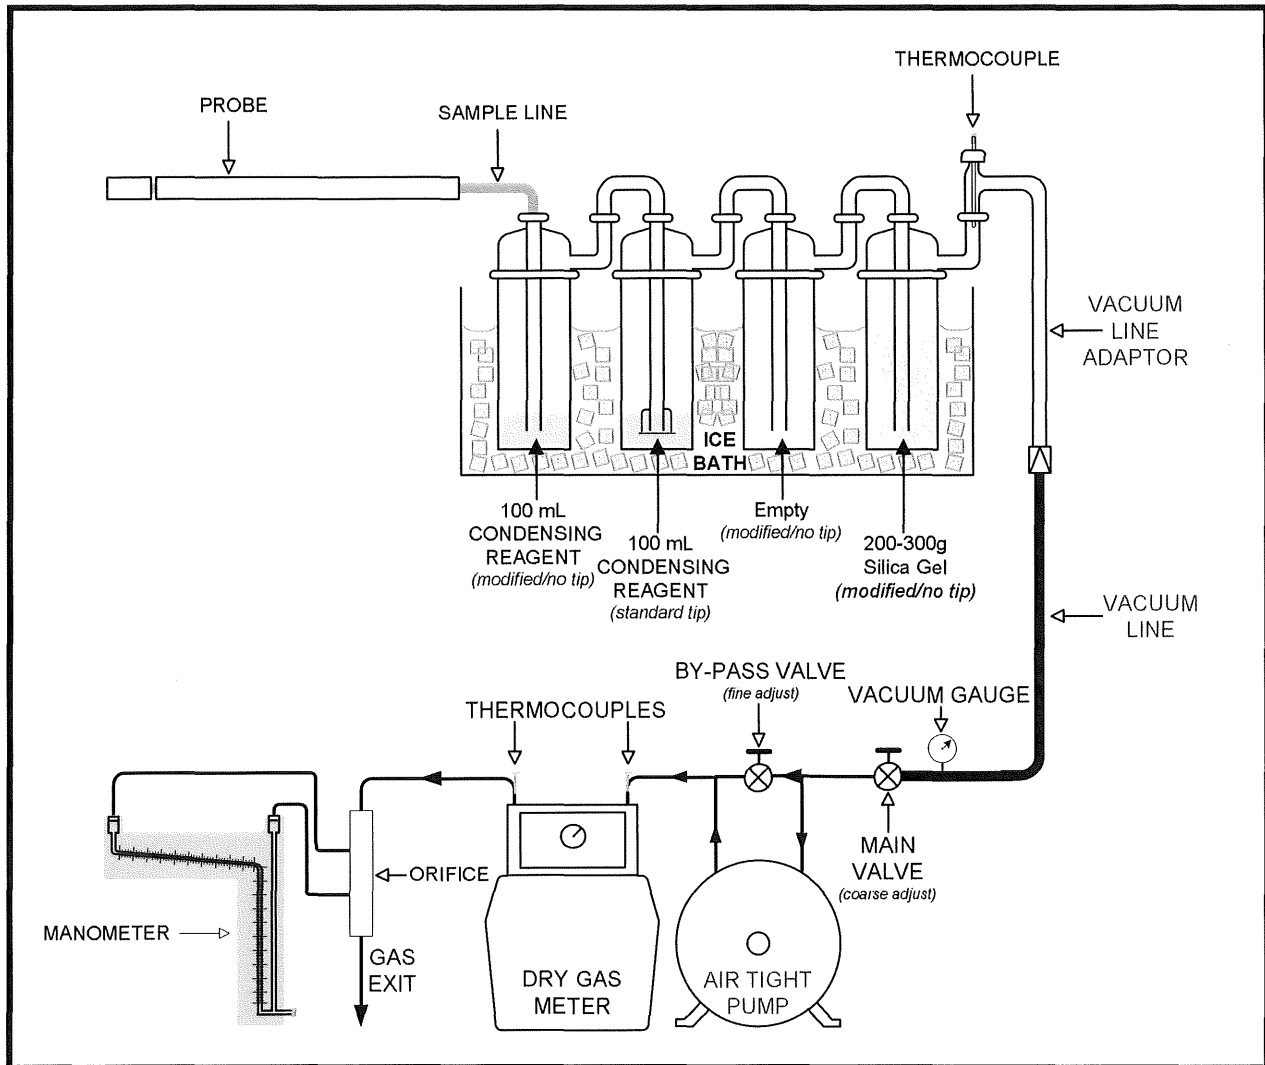 THERMOCOUPLE
PROBE
SAMPLE LINE
VACUUM
LINE
ADAPTOR
ICE
BATH
100 mL
CONDENSING
REAGENT
(modified/no tip)
100 mL
CONDENSING
REAGENT
(standard tip)
Empty
(modified/no tip)
200-300g
Silica Gel
(modified/no tip)
VACUUM
LINE
BY-PASS VALVE
(fine adjust)
VACUUM GAUGE
THERMOCOUPLES
MAIN
VALVE
(coarse adjust)
ORIFICE
MANOMETER
GAS
EXIT
DRY GAS
METER
AIR TIGHT
PUMP